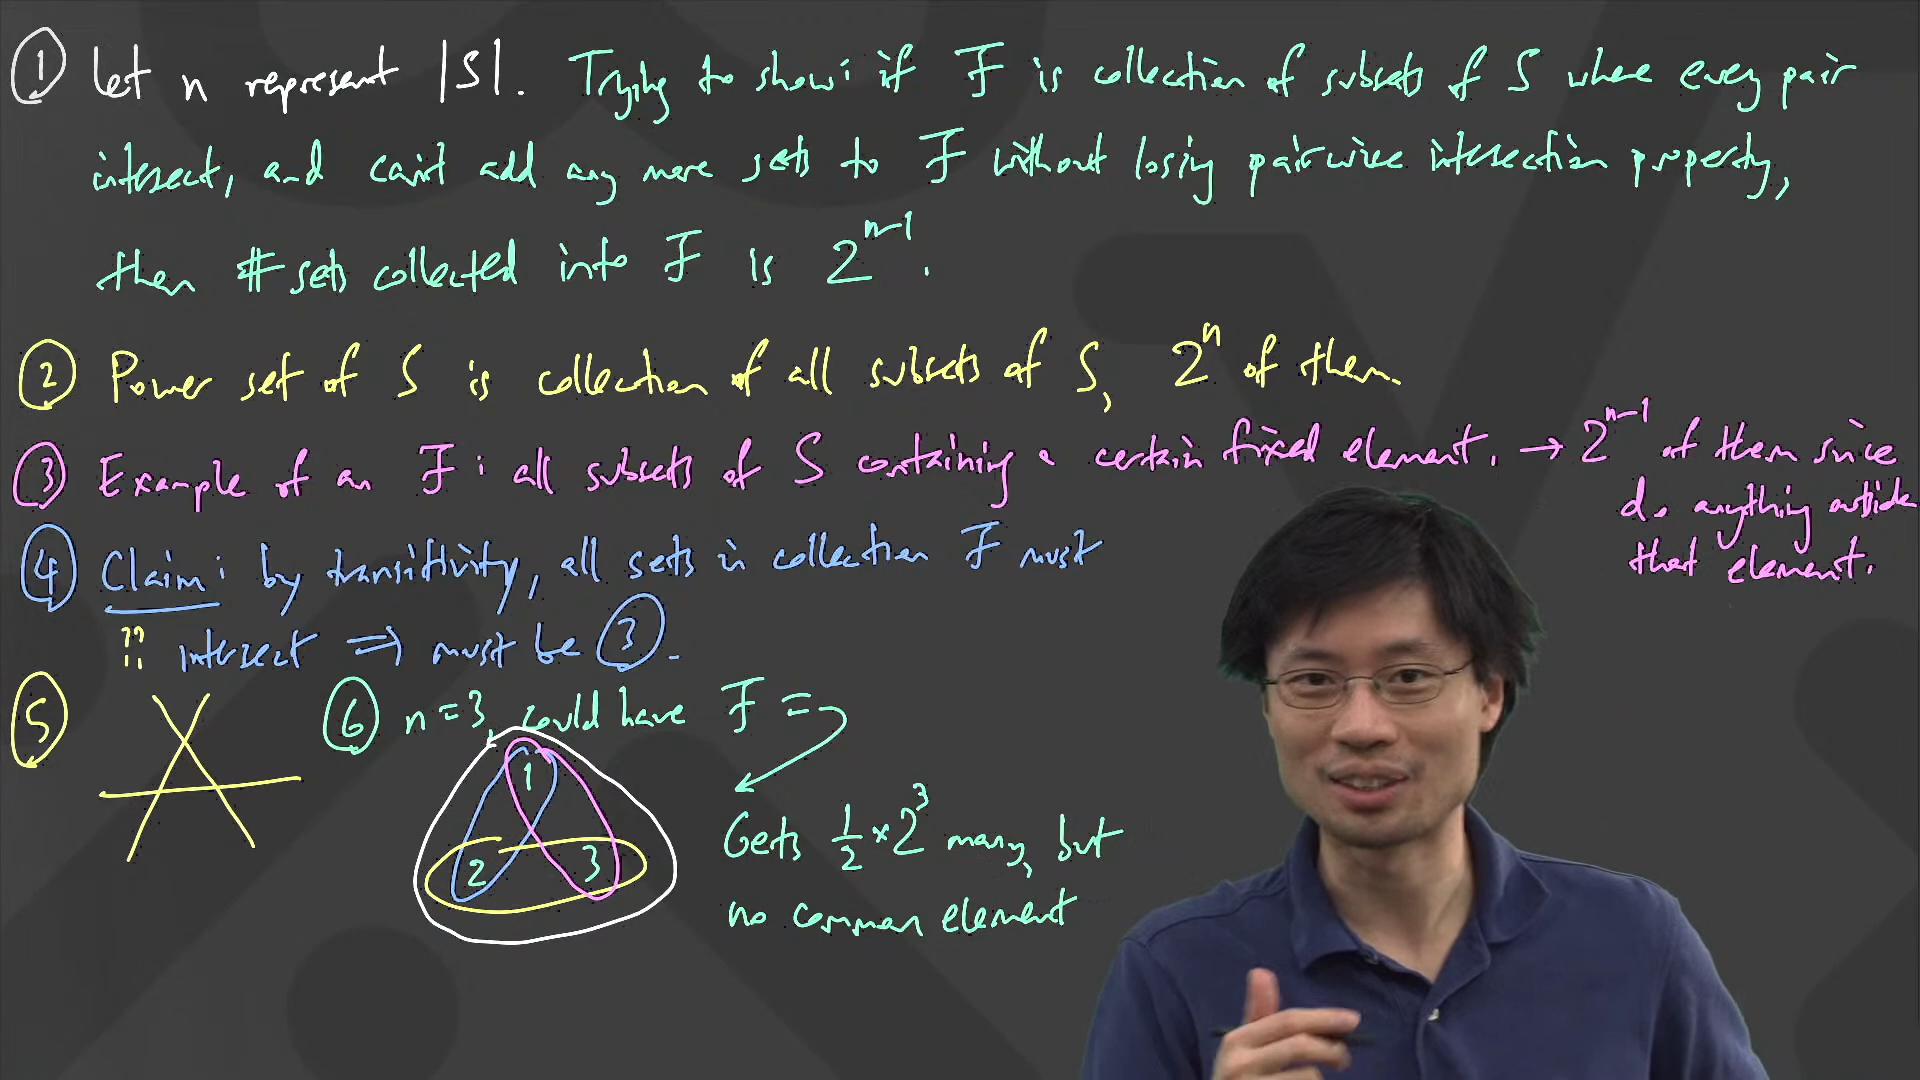 ① Let n represent |S|. Trying to show: if F is collection of subsets of S where every pair
intersect, and can't add any more sets to F without losing pairwise intersection property,
then # sets collected into F is 2^{n-1}.
② Power set of S is collection of all subsets of S, 2^n of them.
③ Example of an F: all subsets of S containing a certain fixed element. → 2^{n-1} of them since
do anything outside
that element.
④ Claim: by transitivity, all sets in collection F must
?? intersect ⇒ must be ③.
!!
⑤
⑥ n=3, could have F =
1
2 3
Gets 1/2 × 2^3 many, but
no common element